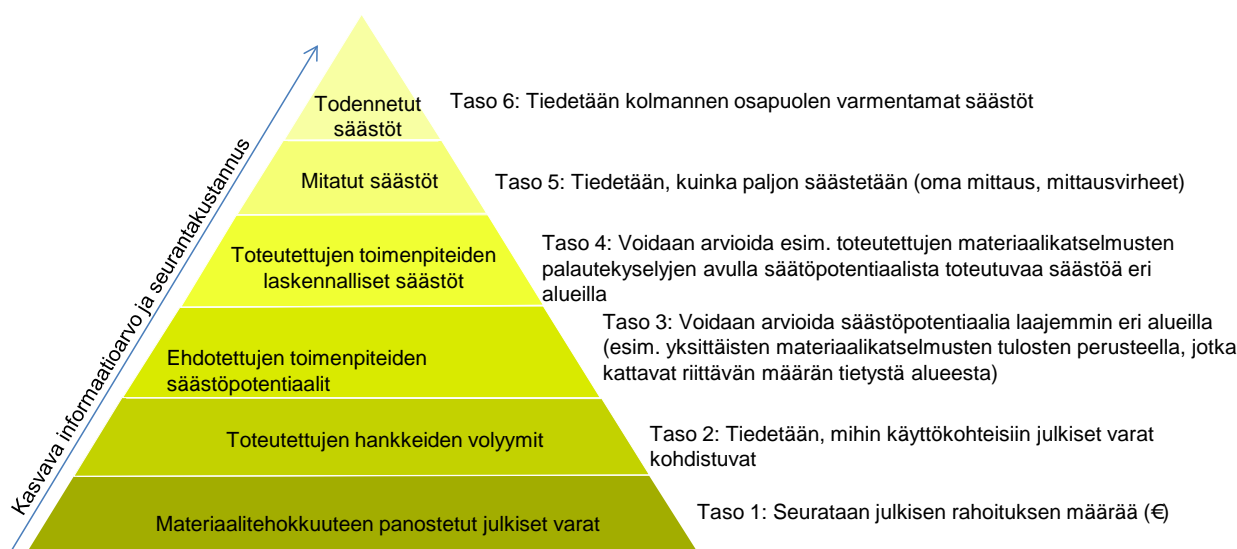 Kasvava informaatioarvo ja seurantakustannus
Todennetut
säästöt
Taso 6: Tiedetään kolmannen osapuolen varmentamat säästöt
Mitatut säästöt
Taso 5: Tiedetään, kuinka paljon säästetään (oma mittaus, mittausvirheet)
Toteutettujen toimenpiteiden
laskennalliset säästöt
Taso 4: Voidaan arvioida esim. toteutettujen materiaalikatselmusten
palautekyselyjen avulla säätöpotentiaalista toteutuvaa säästöä eri
alueilla
Ehdotettujen toimenpiteiden
säästöpotentiaalit
Taso 3: Voidaan arvioida säästöpotentiaalia laajemmin eri alueilla
(esim. yksittäisten materiaalikatselmusten tulosten perusteella, jotka
kattavat riittävän määrän tietystä alueesta)
Toteutettujen hankkeiden volyymit
Taso 2: Tiedetään, mihin käyttökohteisiin julkiset varat
kohdistuvat
Materiaalitehokkuuteen panostetut julkiset varat
Taso 1: Seurataan julkisen rahoituksen määrää (€)